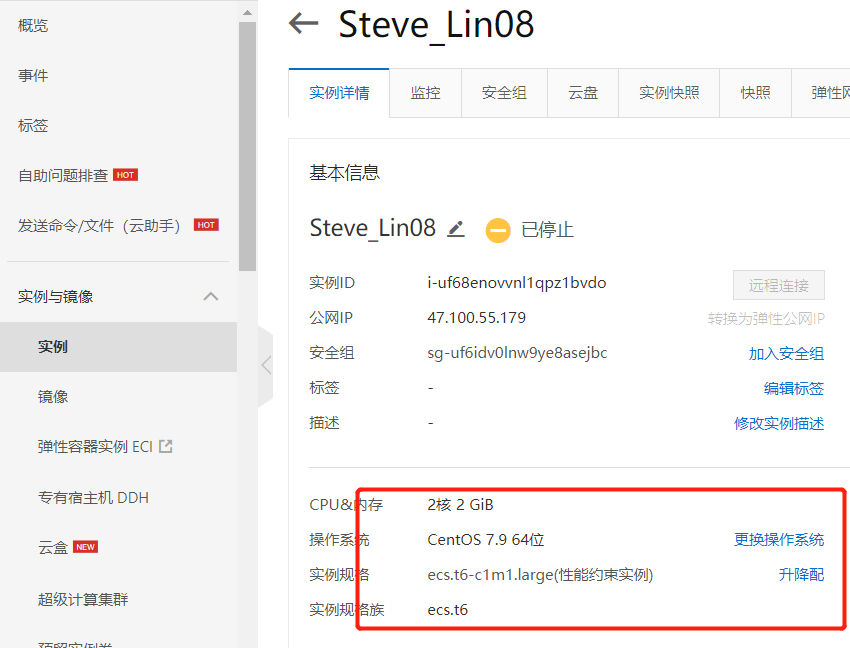 概览
事件
标签
自助问题排查 HOT
发送命令/文件（云助手） HOT
实例与镜像
实例
镜像
弹性容器实例 ECI
专有宿主机 DDH
云盒 NEW
超级计算集群
预留实例券
Steve_Lin08
实例详情 监控 安全组 云盘 实例快照 快照 弹性网
基本信息
Steve_Lin08 已停止
实例ID i-uf68enovvnl1qpz1bvdo 远程连接
公网IP 47.100.55.179 转换为弹性公网IP
安全组 sg-uf6idv0lnw9ye8asejbc 加入安全组
标签 - 编辑标签
描述 - 修改实例描述
CPU&内存 2核 2 GiB
操作系统 CentOS 7.9 64位 更换操作系统
实例规格 ecs.t6-c1m1.large(性能约束实例) 升降配
实例规格族 ecs.t6